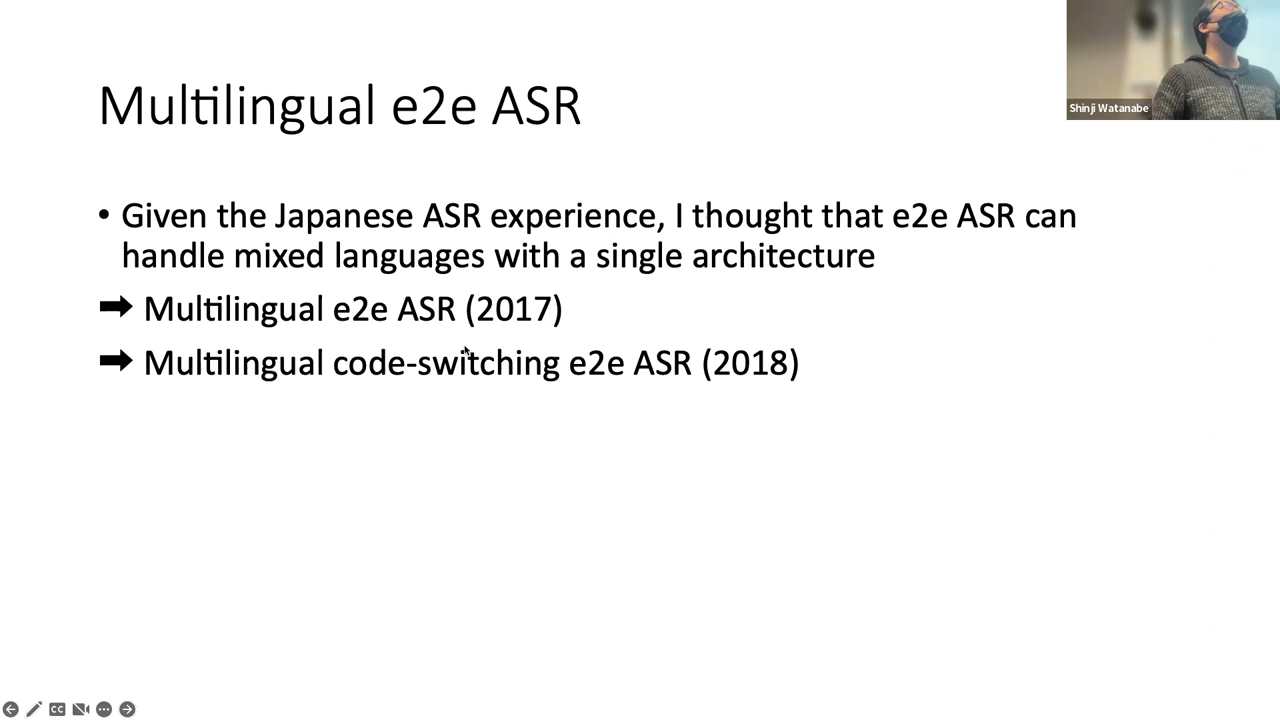 Multilingual e2e ASR
Shinji Watanabe
• Given the Japanese ASR experience, I thought that e2e ASR can
handle mixed languages with a single architecture
➡ Multilingual e2e ASR (2017)
➡ Multilingual code-switching e2e ASR (2018)
CC